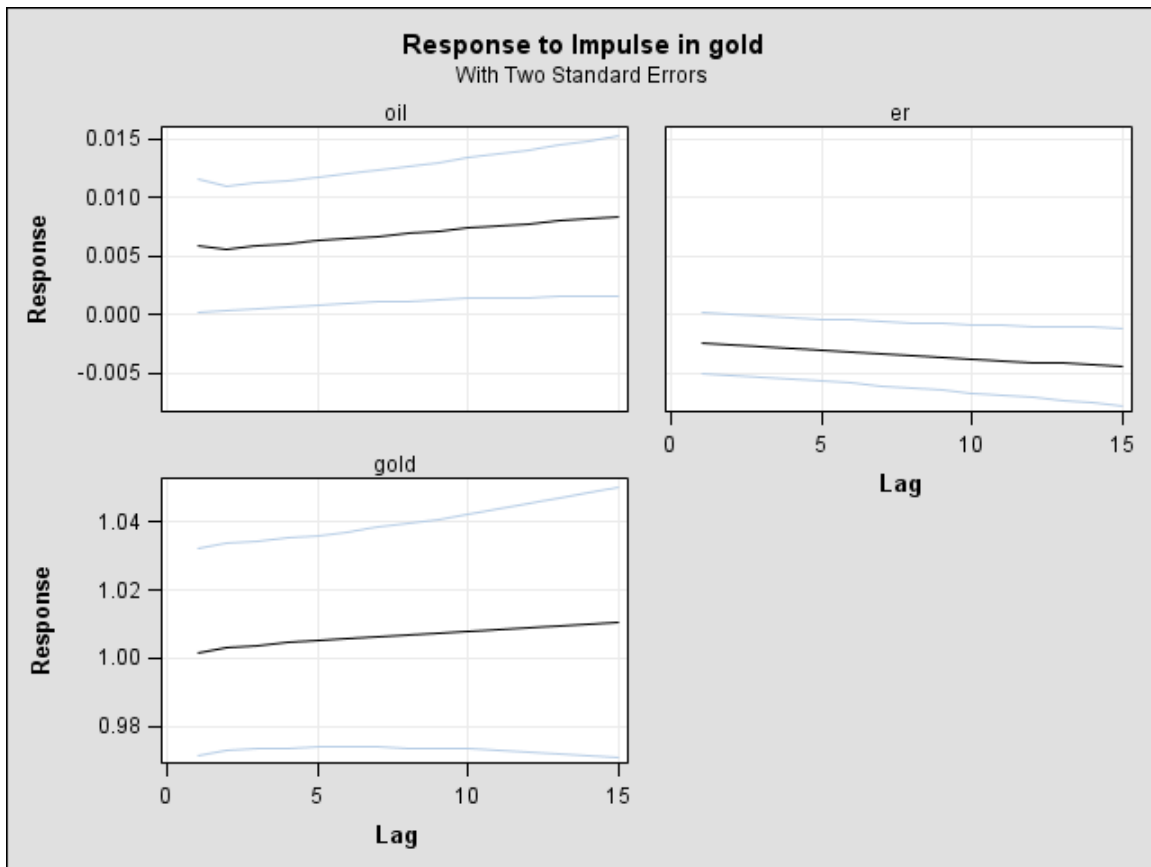 Response to Impulse in gold
With Two Standard Errors
oil
er
0.015
0.010
0.005
0.000
-0.005
Response
0 5 10 15
Lag
gold
1.04
1.02
1.00
0.98
Response
0 5 10 15
Lag